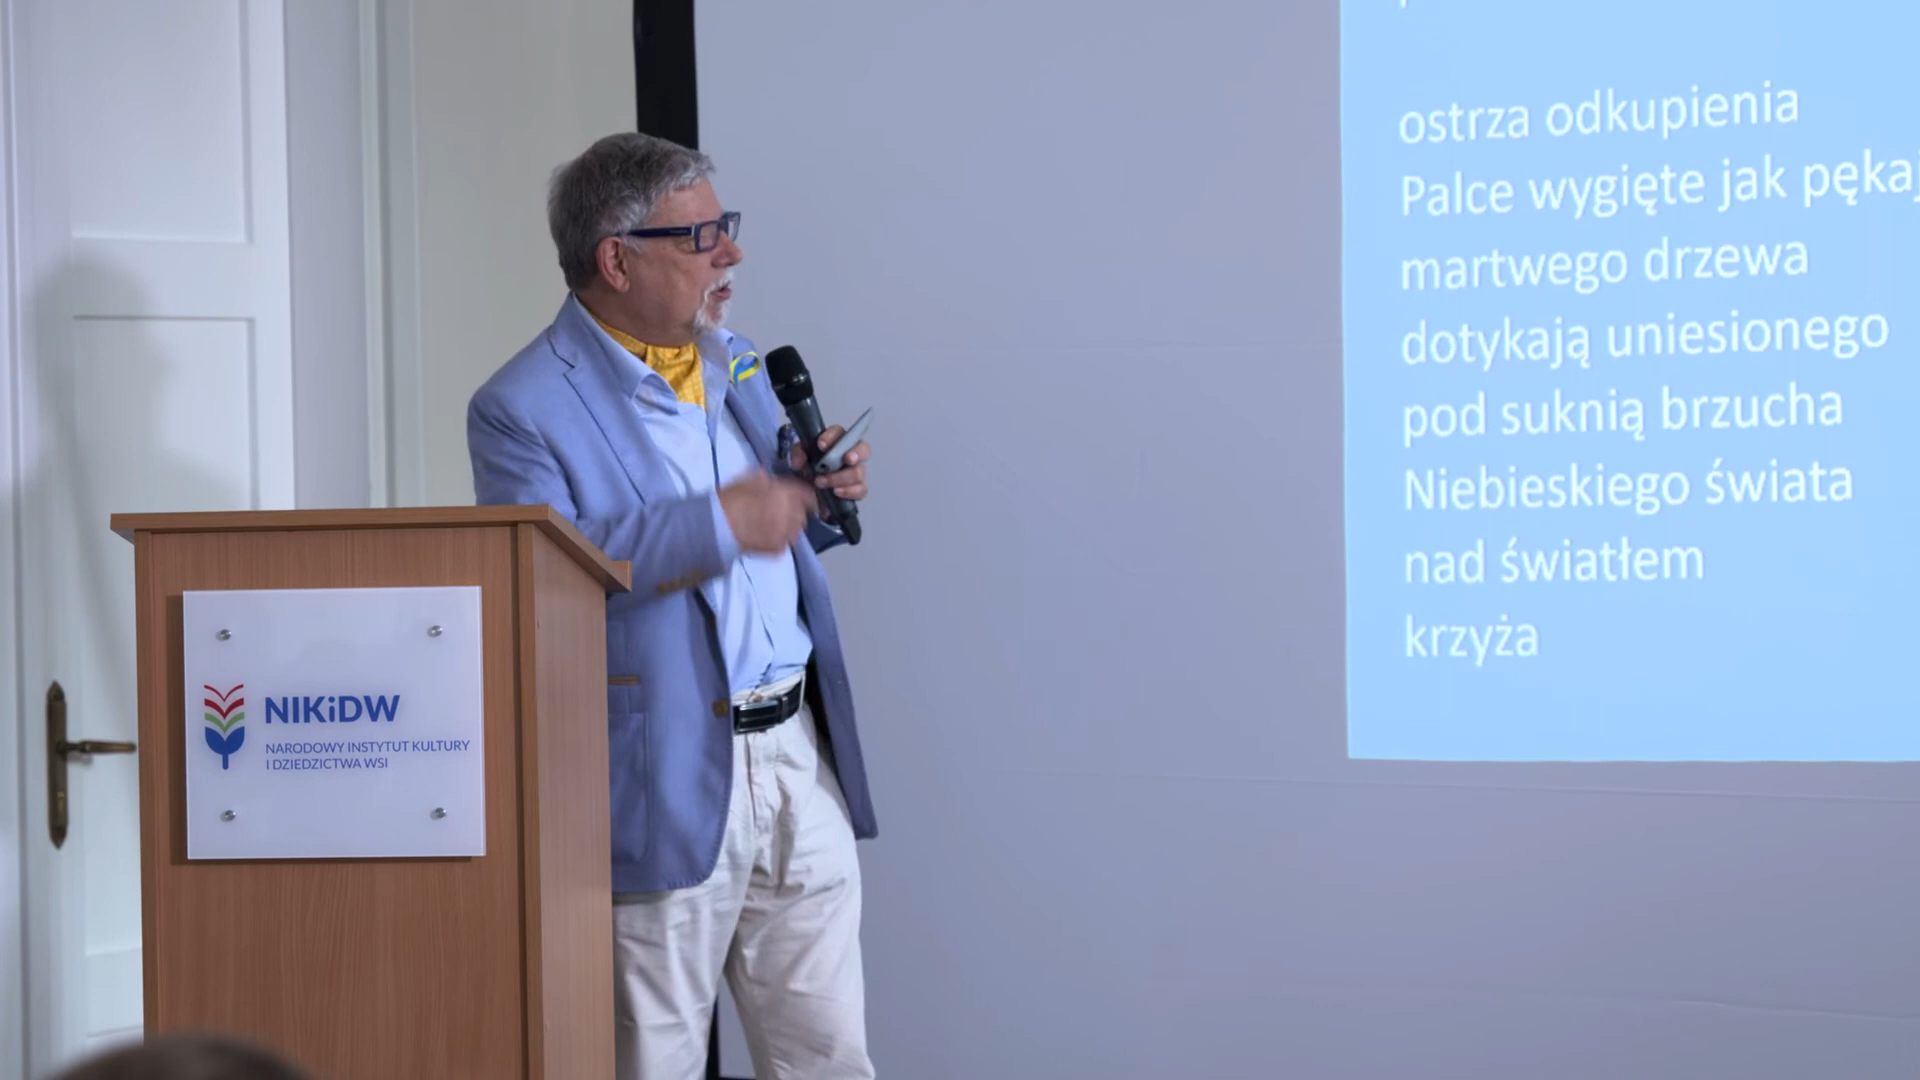 NIKiDW
NARODOWY INSTYTUT KULTURY
I DZIEDZICTWA WSI
ostrza odkupienia
Palce wygięte jak
martwego drzewa
dotykają uniesionego
pod suknią brzucha
Niebieskiego świata
nad światłem
krzyża